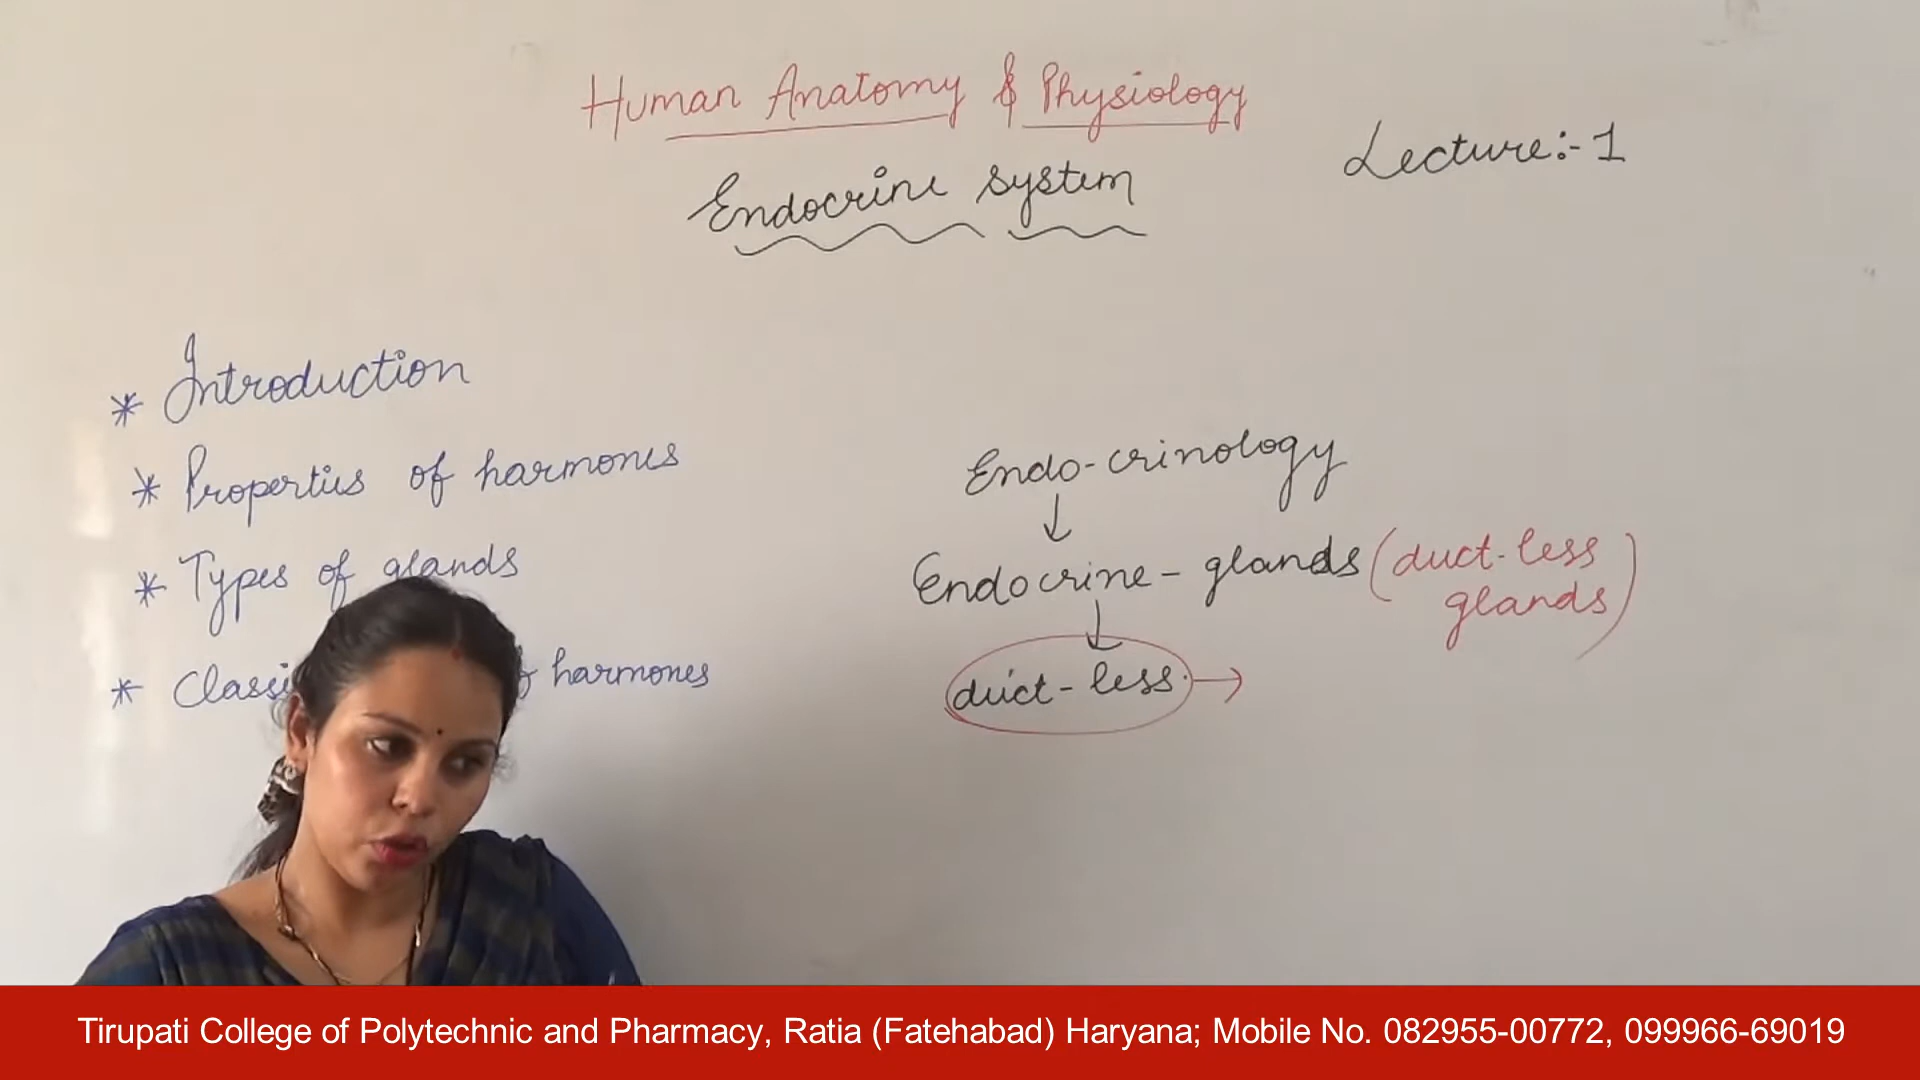 Human Anatomy & Physiology
Lecture:- 1
Endocrine system
* Introduction
* Properties of harmones
* Types of glands
* harmones
Endo-crinology
↓
Endocrine - glands (duct-less glands)
↓
duct-less. →
Tirupati College of Polytechnic and Pharmacy, Ratia (Fatehabad) Haryana; Mobile No. 082955-00772, 099966-69019